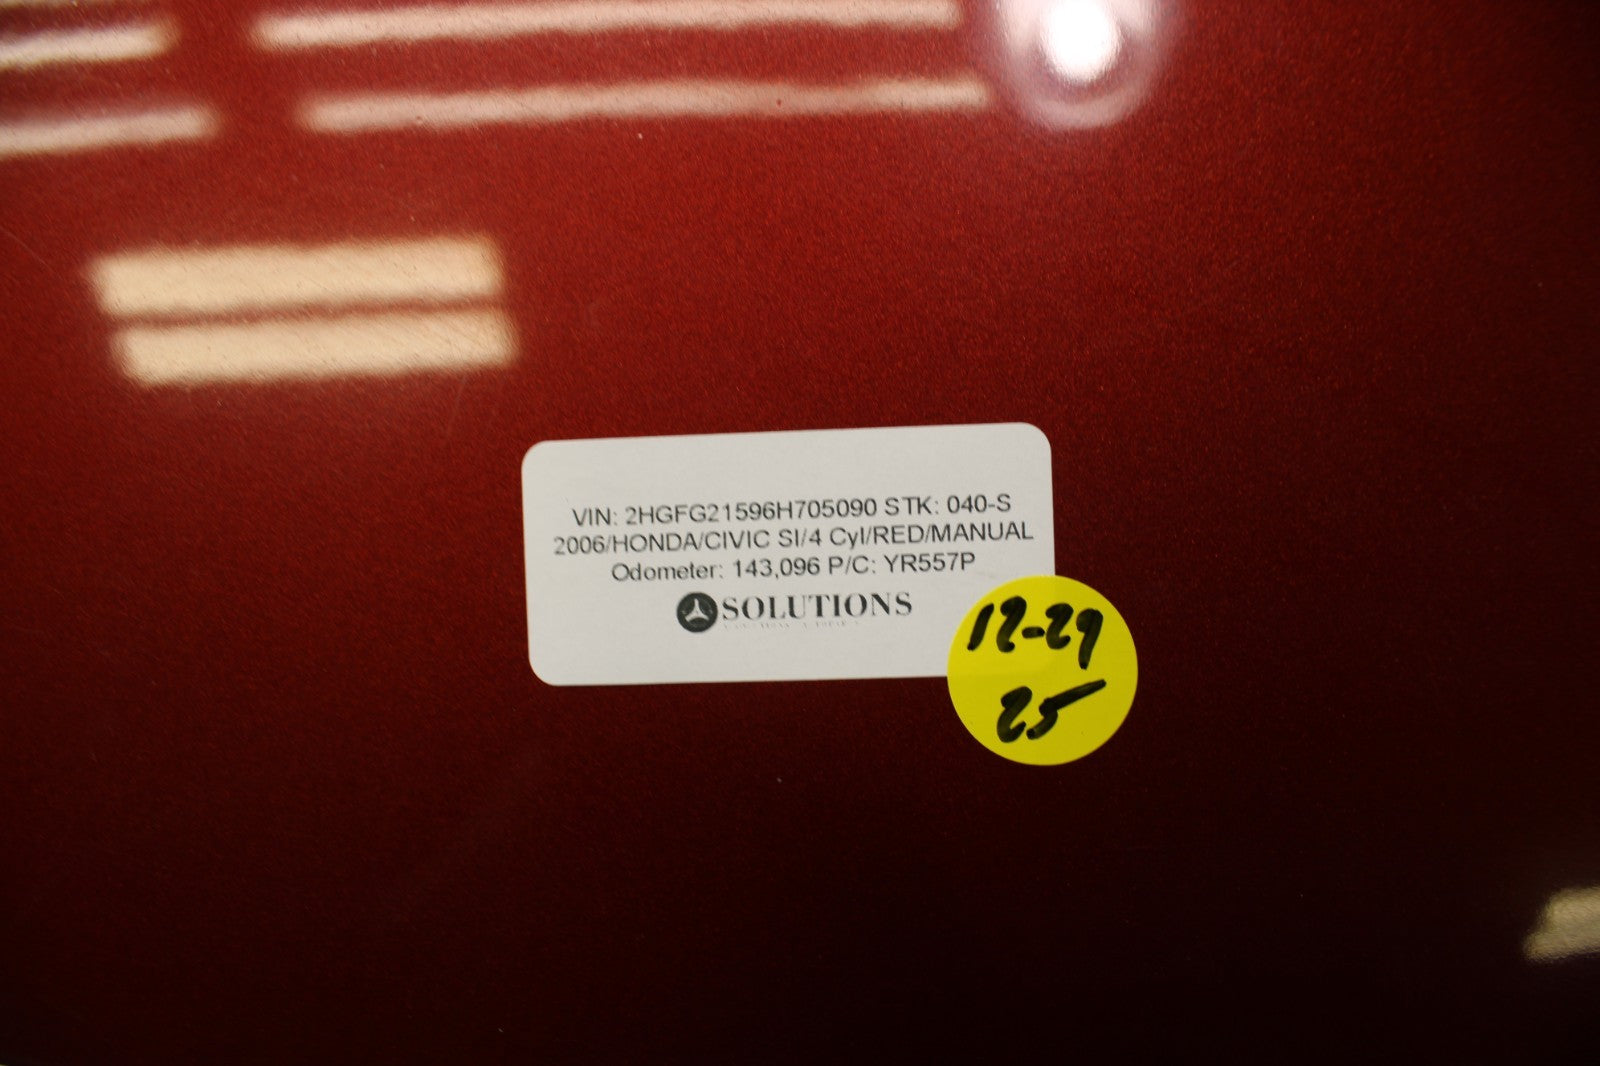 VIN: 2HGFG21596H705090 STK: 040-S
2006/HONDA/CIVIC SI/4 Cyl/RED/MANUAL
Odometer: 143,096 P/C: YR557P
SOLUTIONS
12-29
25